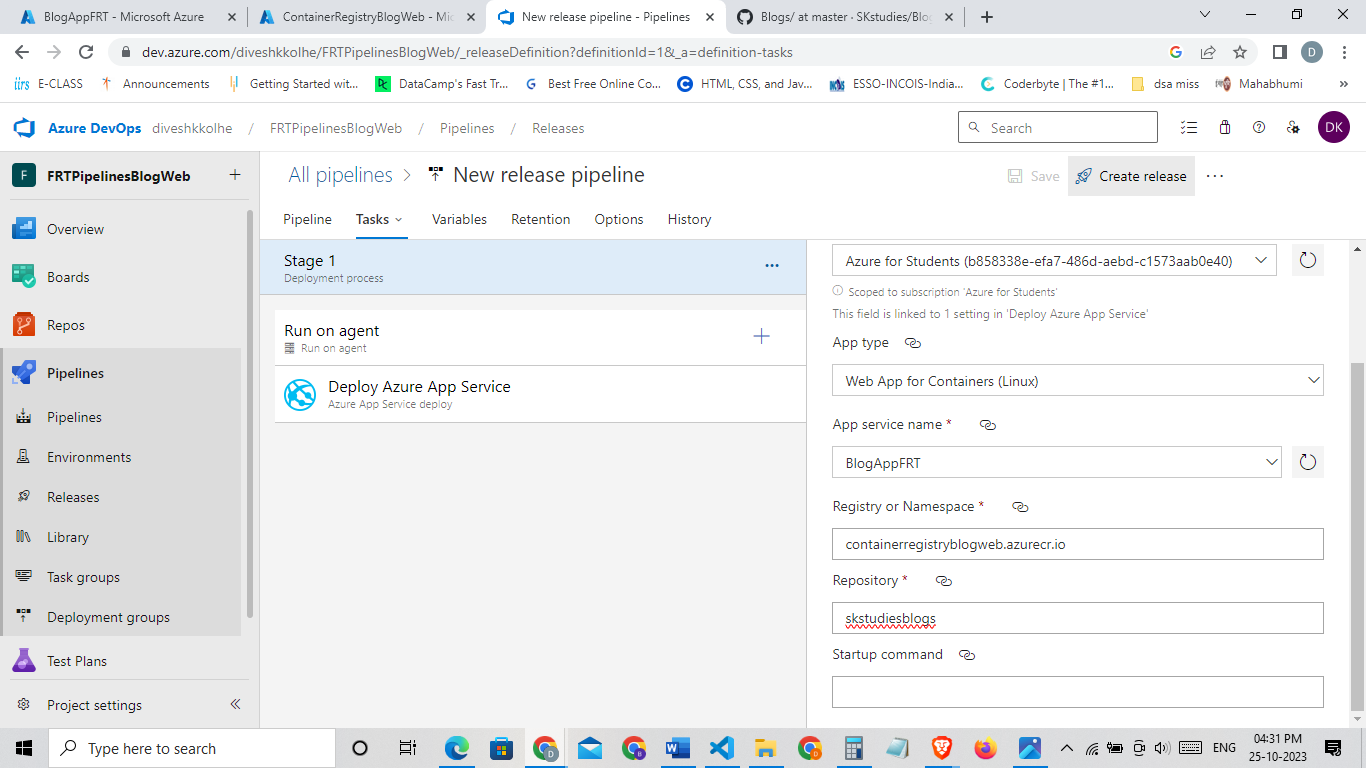 BlogAppFRT - Microsoft Azure
ContainerRegistryBlogWeb - Mic
New release pipeline - Pipelines
Blogs/ at master · SKstudies/Blog
dev.azure.com/diveshkkolhe/FRTPipelinesBlogWeb/_releaseDefinition?definitionId=1&_a=definition-tasks
D
iirs E-CLASS
Announcements
Getting Started wit...
DataCamp's Fast Tr...
G Best Free Online Co...
HTML, CSS, and Jav...
ESSO-INCOIS-India...
Coderbyte | The #1...
dsa miss
Mahabhumi
»
Azure DevOps diveshkkolhe / FRTPipelinesBlogWeb / Pipelines / Releases
Search
DK
F FRTPipelinesBlogWeb +
Overview
Boards
Repos
Pipelines
Pipelines
Environments
Releases
Library
Task groups
Deployment groups
Test Plans
Project settings
All pipelines > New release pipeline
Save
Create release
...
Pipeline
Tasks
Variables
Retention
Options
History
Stage 1
Deployment process
...
Run on agent
Run on agent
Deploy Azure App Service
Azure App Service deploy
Azure for Students (b858338e-efa7-486d-aebd-c1573aab0e40)
Scoped to subscription 'Azure for Students'
This field is linked to 1 setting in 'Deploy Azure App Service'
App type
Web App for Containers (Linux)
App service name *
BlogAppFRT
Registry or Namespace *
containerregistryblogweb.azurecr.io
Repository *
skstudiesblogs
Startup command
Type here to search
ENG
04:31 PM
25-10-2023